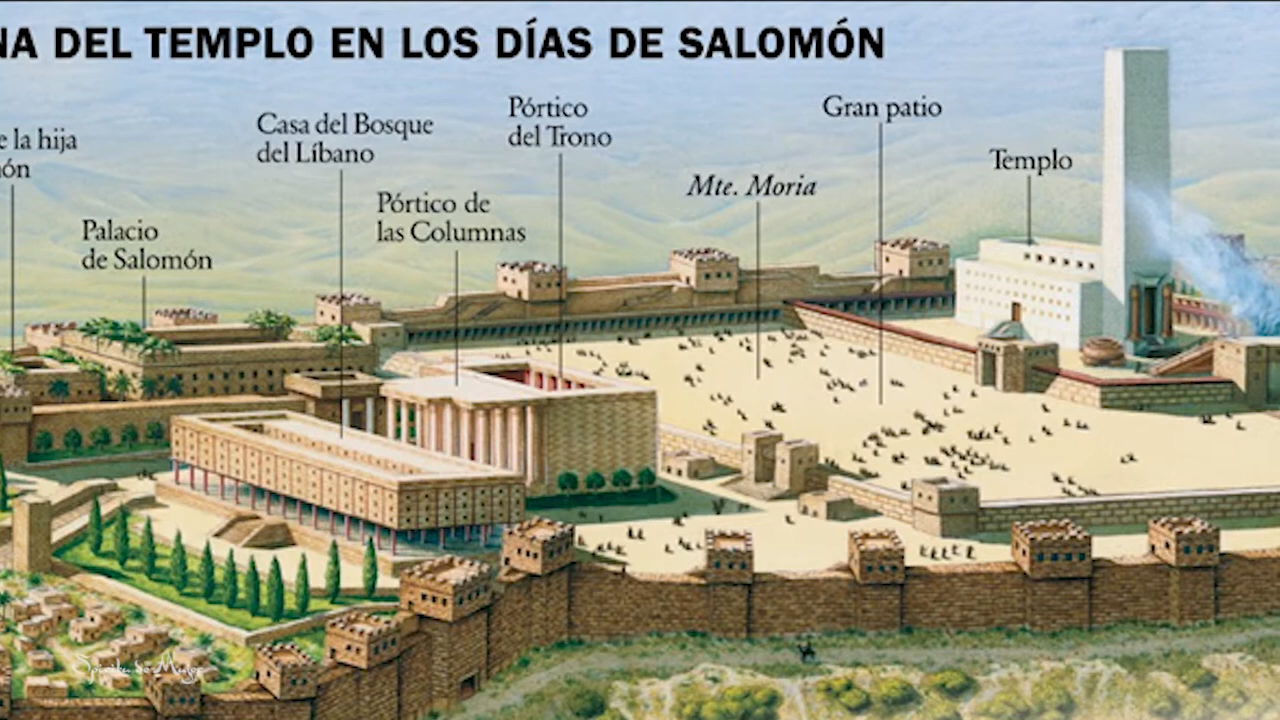 NA DEL TEMPLO EN LOS DÍAS DE SALOMÓN
e la hija
ón
Palacio
de Salomón
Casa del Bosque
del Líbano
Pórtico de
las Columnas
Pórtico
del Trono
Mte. Moria
Gran patio
Templo